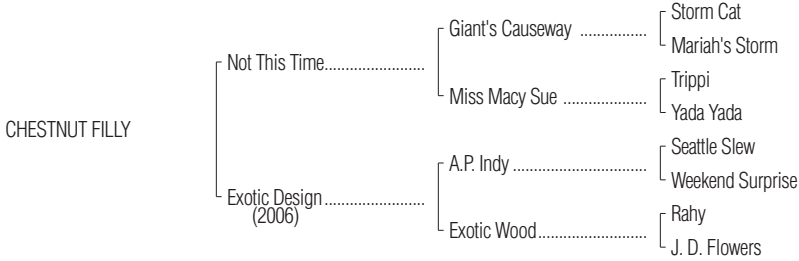 Storm Cat
Giant's Causeway ................
Mariah's Storm
Not This Time........................
Trippi
Miss Macy Sue ....................
Yada Yada
CHESTNUT FILLY
Seattle Slew
A.P. Indy ................................
Weekend Surprise
Exotic Design........................
(2006)
Rahy
Exotic Wood..........................
J. D. Flowers